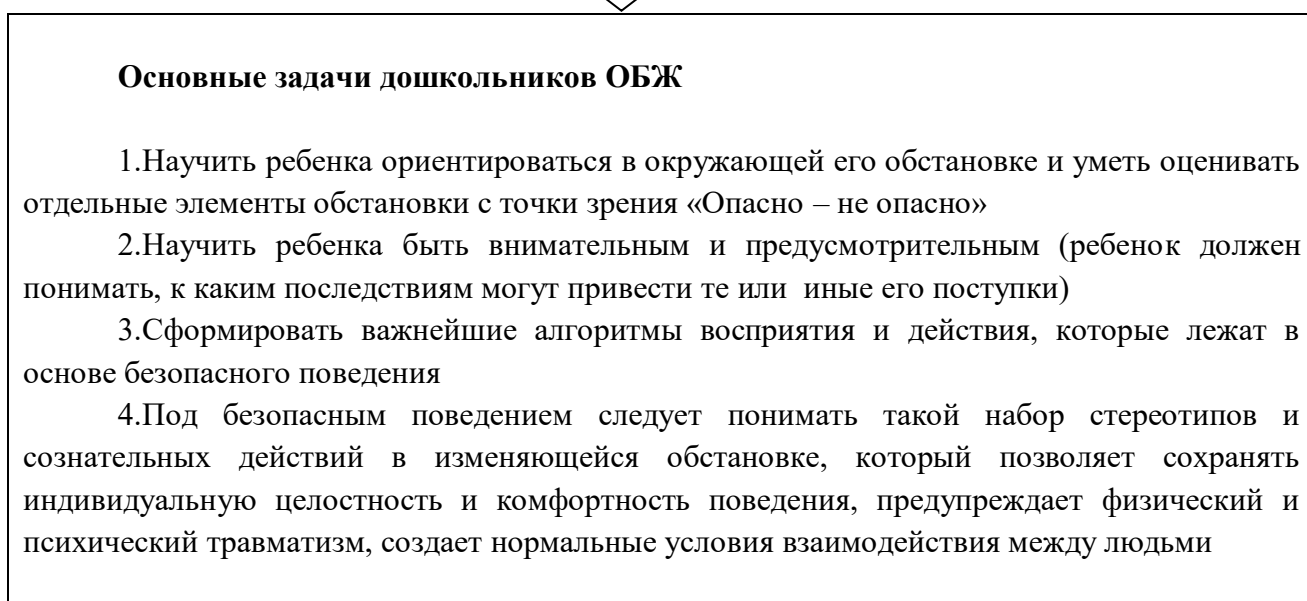 Основные задачи дошкольников ОБЖ
1.Научить ребенка ориентироваться в окружающей его обстановке и уметь оценивать
отдельные элементы обстановки с точки зрения «Опасно – не опасно»
2.Научить ребенка быть внимательным и предусмотрительным (ребенок должен
понимать, к каким последствиям могут привести те или  иные его поступки)
3.Сформировать важнейшие алгоритмы восприятия и действия, которые лежат в
основе безопасного поведения
4.Под безопасным поведением следует понимать такой набор стереотипов и
сознательных действий в изменяющейся обстановке, который позволяет сохранять
индивидуальную целостность и комфортность поведения, предупреждает физический и
психический травматизм, создает нормальные условия взаимодействия между людьми